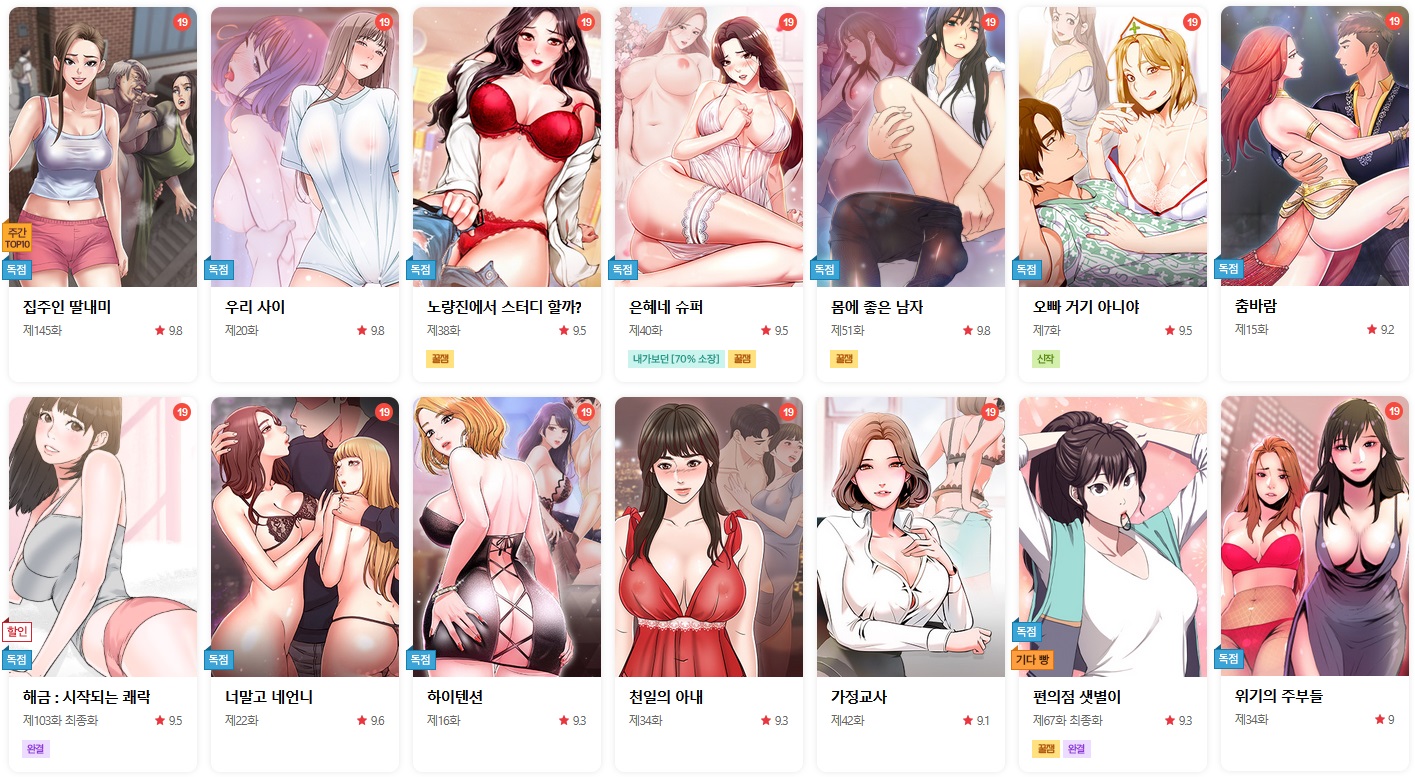 19
19
19
19
19
19
19
주간
TOP10
독점
독점
독점
독점
독점
독점
독점
집주인 딸내미
우리 사이
노량진에서 스터디 할까?
은혜네 슈퍼
몸에 좋은 남자
오빠 거기 아니야
춤바람
제145화 ★ 9.8
제20화 ★ 9.8
제38화 ★ 9.5
제40화 ★ 9.5
제51화 ★ 9.8
제7화 ★ 9.5
제15화 ★ 9.2
꿀잼
내가보던 [70% 소장] 꿀잼
꿀잼
신작
19
19
19
19
19
19
할인
독점
독점
독점
독점
기다 빵
독점
해금 : 시작되는 쾌락
너말고 네언니
하이텐션
천일의 아내
가정교사
편의점 샛별이
위기의 주부들
제103화 최종화 ★ 9.5
제22화 ★ 9.6
제16화 ★ 9.3
제34화 ★ 9.3
제42화 ★ 9.1
제67화 최종화 ★ 9.3
제34화 ★ 9
완결
꿀잼 완결